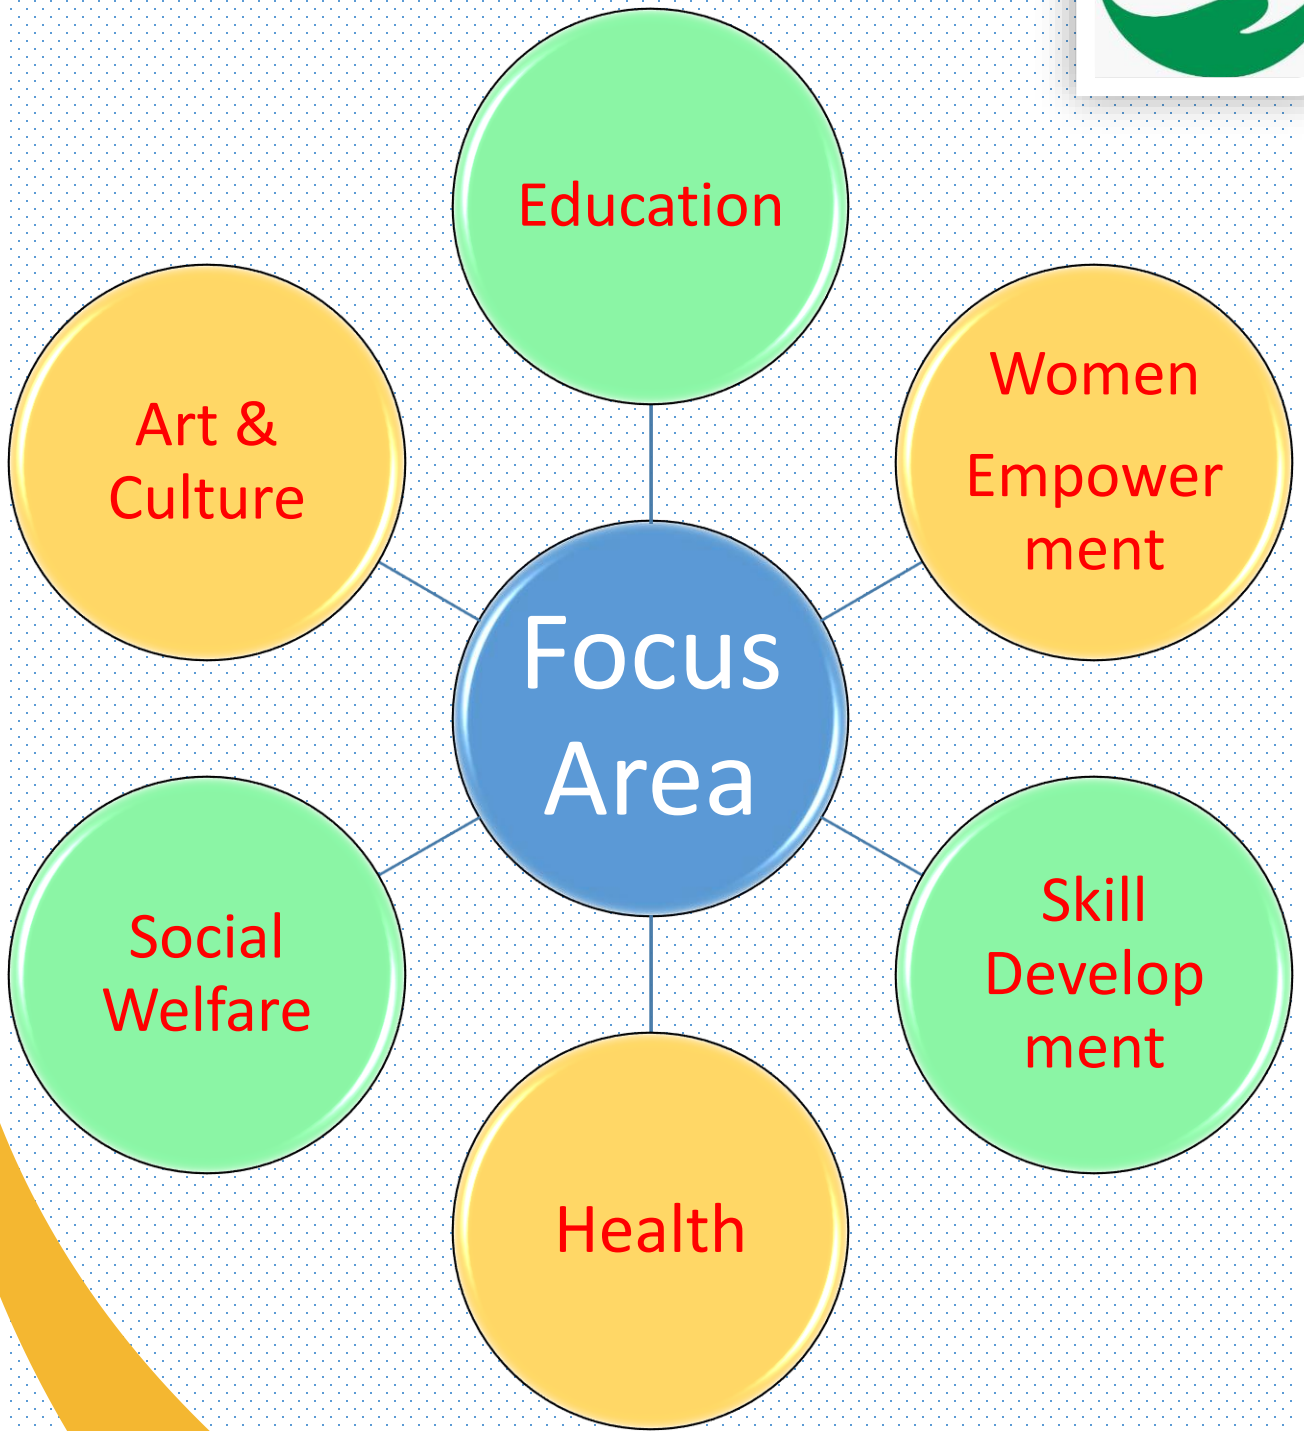 Education
Women
Empower
ment
Art &
Culture
Focus
Area
Skill
Develop
ment
Social
Welfare
Health